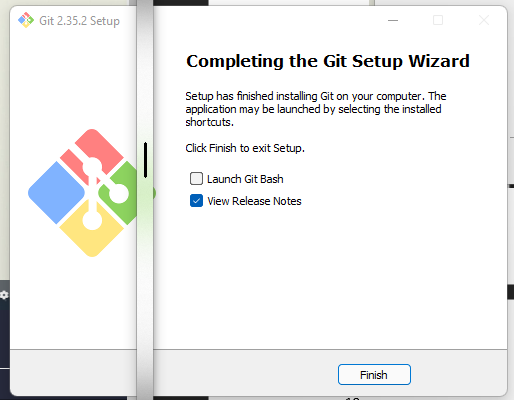 Git 2.35.2 Setup
Completing the Git Setup Wizard
Setup has finished installing Git on your computer. The
application may be launched by selecting the installed
shortcuts.
Click Finish to exit Setup.
Launch Git Bash
View Release Notes
Finish